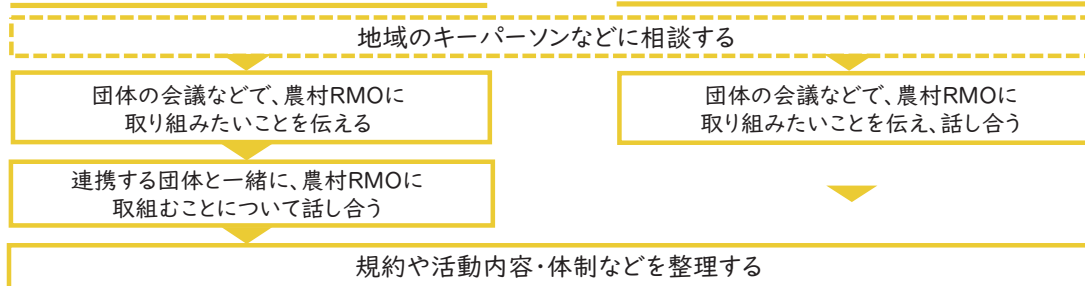 地域のキーパーソンなどに相談する
団体の会議などで、農村RMOに
取り組みたいことを伝える
団体の会議などで、農村RMOに
取り組みたいことを伝え、話し合う
連携する団体と一緒に、農村RMOに
取組むことについて話し合う
規約や活動内容・体制などを整理する